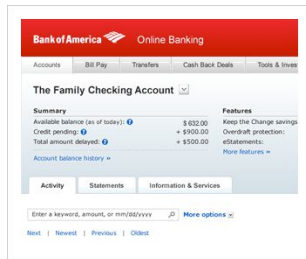 Bank of America Online Banking
Accounts Bill Pay Transfers Cash Back Deals Tools & Inves
The Family Checking Account
Summary Features
Available balance (as of today): $ 632.00 Keep the Change savings
Credit pending: + $900.00 Overdraft protection:
Total amount delayed: + $500.00 eStatements:
More features »
Account balance history »
Activity Statements Information & Services
Enter a keyword, amount, or mm/dd/yyyy More options
Next | Newest | Previous | Oldest